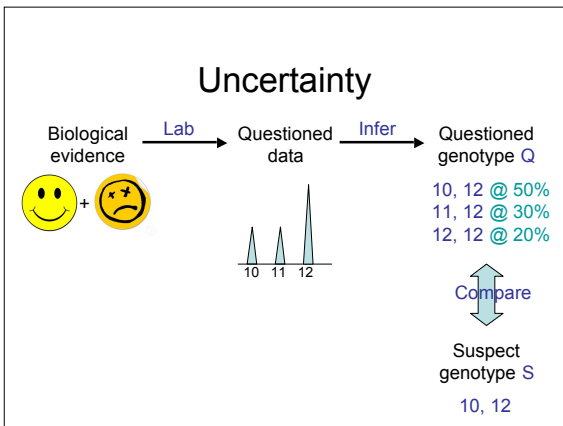 Uncertainty
Biological
evidence
Lab
Questioned
data
Infer
Questioned
genotype Q
+
10 11 12
10, 12 @ 50%
11, 12 @ 30%
12, 12 @ 20%
Compare
Suspect
genotype S
10, 12